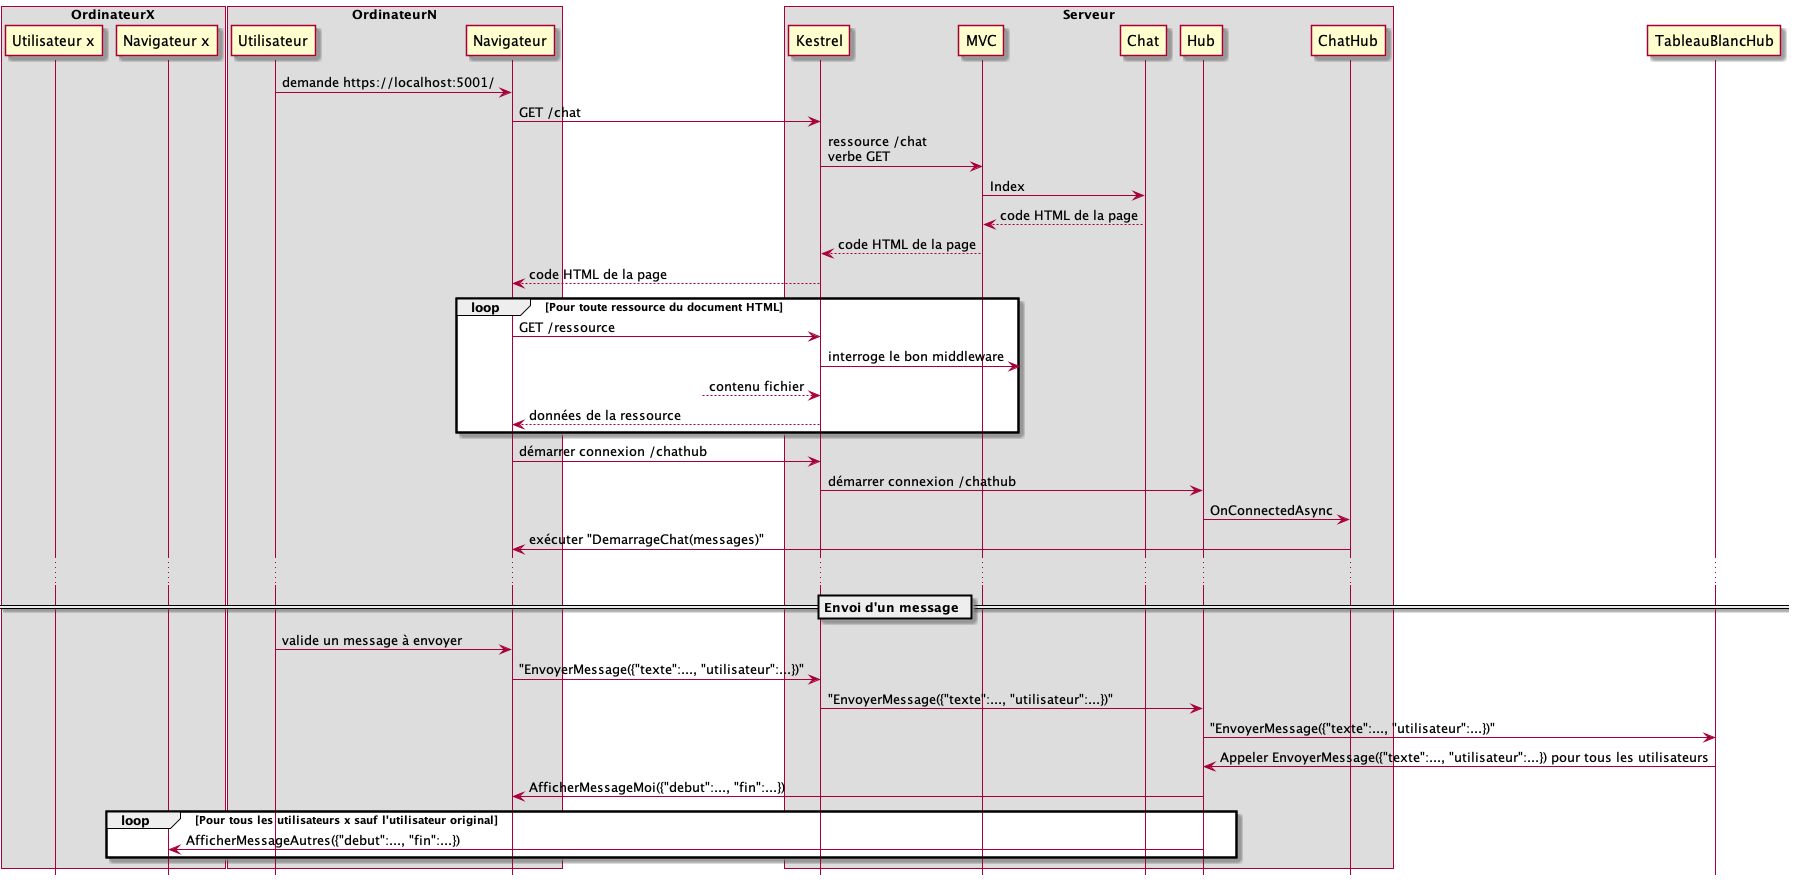 OrdinateurX
OrdinateurN
Serveur
Utilisateur x
Navigateur x
Utilisateur
Navigateur
Kestrel
MVC
Chat
Hub
ChatHub
TableauBlancHub
demande https://localhost:5001/
GET /chat
ressource /chat
verbe GET
Index
code HTML de la page
code HTML de la page
code HTML de la page
loop
[Pour toute ressource du document HTML]
GET /ressource
interroge le bon middleware
contenu fichier
données de la ressource
démarrer connexion /chathub
démarrer connexion /chathub
OnConnectedAsync
exécuter "DemarrageChat(messages)"
Envoi d'un message
valide un message à envoyer
"EnvoyerMessage({"texte":..., "utilisateur":...})"
"EnvoyerMessage({"texte":..., "utilisateur":...})"
"EnvoyerMessage({"texte":..., "utilisateur":...})"
Appeler EnvoyerMessage({"texte":..., "utilisateur":...}) pour tous les utilisateurs
AfficherMessageMoi({"debut":..., "fin":...})
loop
[Pour tous les utilisateurs x sauf l'utilisateur original]
AfficherMessageAutres({"debut":..., "fin":...})